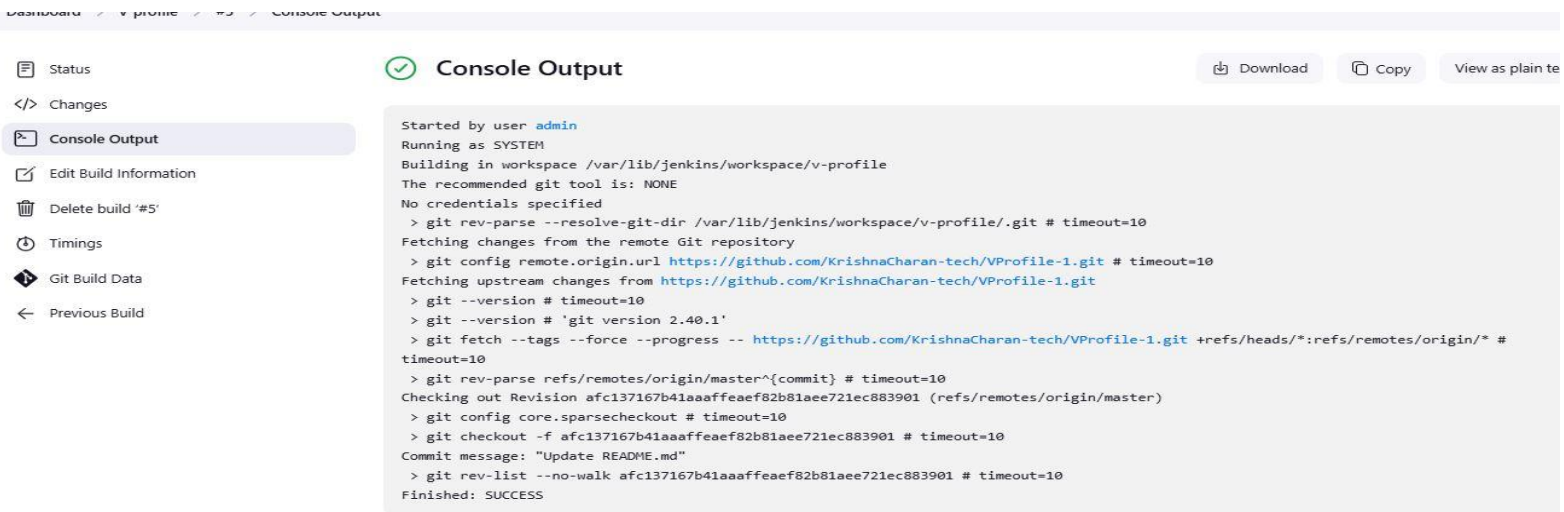 Dashboard > v-profile > #5 > Console Output
Status
Changes
Console Output
Edit Build Information
Delete build '#5'
Timings
Git Build Data
Previous Build
Console Output
Download
Copy
View as plain te
Started by user admin
Running as SYSTEM
Building in workspace /var/lib/jenkins/workspace/v-profile
The recommended git tool is: NONE
No credentials specified
> git rev-parse --resolve-git-dir /var/lib/jenkins/workspace/v-profile/.git # timeout=10
Fetching changes from the remote Git repository
> git config remote.origin.url https://github.com/KrishnaCharan-tech/VProfile-1.git # timeout=10
Fetching upstream changes from https://github.com/KrishnaCharan-tech/VProfile-1.git
> git --version # timeout=10
> git --version # 'git version 2.40.1'
> git fetch --tags --force --progress -- https://github.com/KrishnaCharan-tech/VProfile-1.git +refs/heads/*:refs/remotes/origin/* #
timeout=10
> git rev-parse refs/remotes/origin/master^{commit} # timeout=10
Checking out Revision afc137167b41aaaffeaef82b81aee721ec883901 (refs/remotes/origin/master)
> git config core.sparsecheckout # timeout=10
> git checkout -f afc137167b41aaaffeaef82b81aee721ec883901 # timeout=10
Commit message: "Update README.md"
> git rev-list --no-walk afc137167b41aaaffeaef82b81aee721ec883901 # timeout=10
Finished: SUCCESS